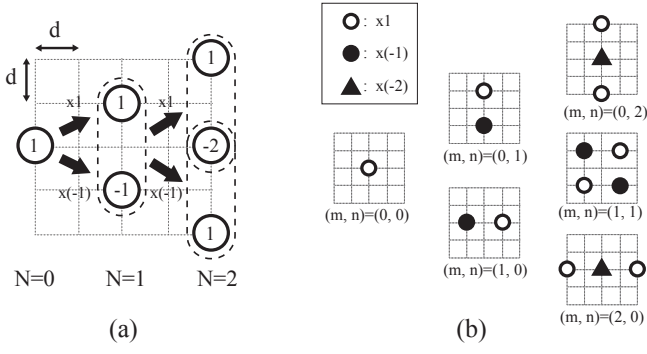 d
d
1
x1
x(-1)
1
-1
x1
x(-1)
1
-2
1
N=0
N=1
N=2
(a)
: x1
: x(-1)
: x(-2)
(m, n)=(0, 0)
(m, n)=(0, 1)
(m, n)=(1, 0)
(m, n)=(0, 2)
(m, n)=(1, 1)
(m, n)=(2, 0)
(b)